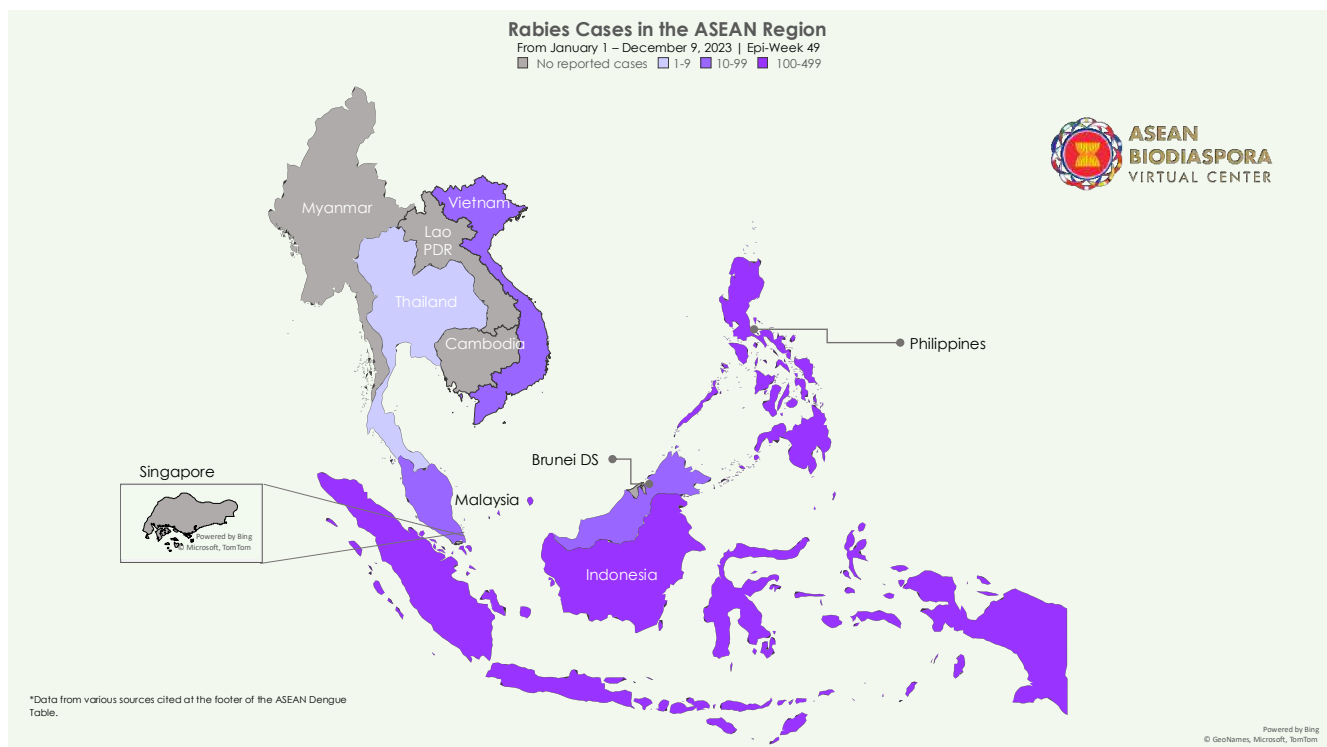 Rabies Cases in the ASEAN Region
From January 1 – December 9, 2023 | Epi-Week 49
No reported cases 1-9 10-99 100-499
ASEAN
BIODIASPORA
VIRTUAL CENTER
Myanmar
Vietnam
Lao
PDR
Thailand
Cambodia
Philippines
Brunei DS
Singapore
Malaysia
Powered by Bing
© Microsoft, TomTom
Indonesia
*Data from various sources cited at the footer of the ASEAN Dengue
Table.
Powered by Bing
© GeoNames, Microsoft, TomTom